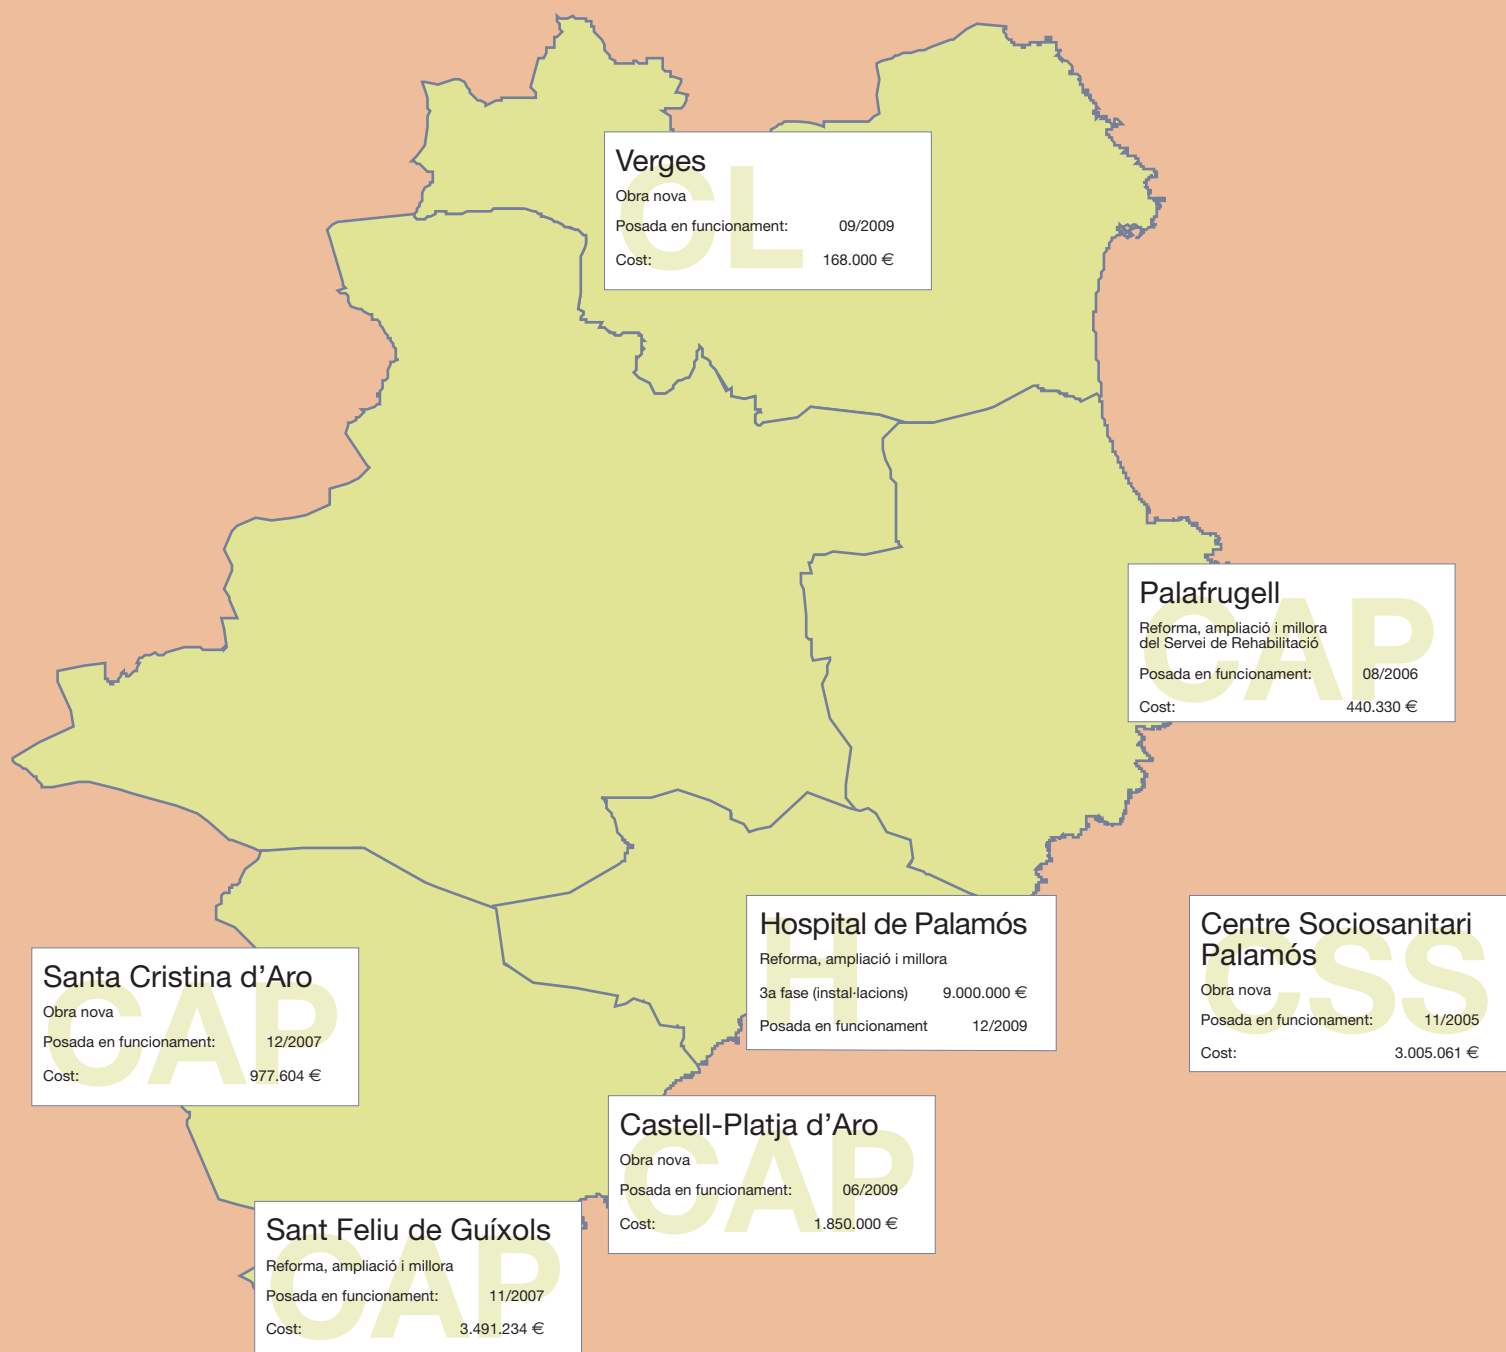 Verges
CL
Obra nova
Posada en funcionament: 09/2009
Cost: 168.000 €
Palafrugell
CAP
Reforma, ampliació i millora
del Servei de Rehabilitació
Posada en funcionament: 08/2006
Cost: 440.330 €
Hospital de Palamós
H
Reforma, ampliació i millora
3a fase (instal·lacions) 9.000.000 €
Posada en funcionament 12/2009
Centre Sociosanitari
Palamós
CSS
Obra nova
Posada en funcionament: 11/2005
Cost: 3.005.061 €
Santa Cristina d’Aro
CAP
Obra nova
Posada en funcionament: 12/2007
Cost: 977.604 €
Castell-Platja d’Aro
CAP
Obra nova
Posada en funcionament: 06/2009
Cost: 1.850.000 €
Sant Feliu de Guíxols
CAP
Reforma, ampliació i millora
Posada en funcionament: 11/2007
Cost: 3.491.234 €